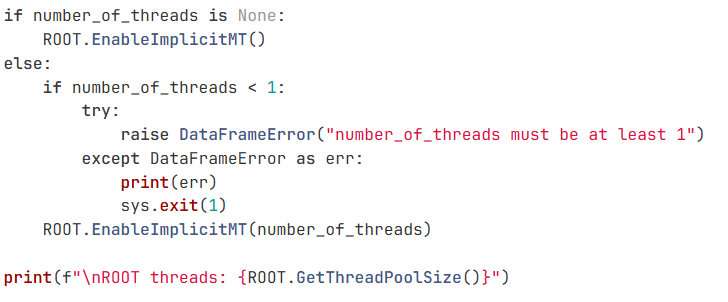 if number_of_threads is None:
    ROOT.EnableImplicitMT()
else:
    if number_of_threads < 1:
        try:
            raise DataFrameError("number_of_threads must be at least 1")
        except DataFrameError as err:
            print(err)
            sys.exit(1)
    ROOT.EnableImplicitMT(number_of_threads)

print(f"\nROOT threads: {ROOT.GetThreadPoolSize()}")